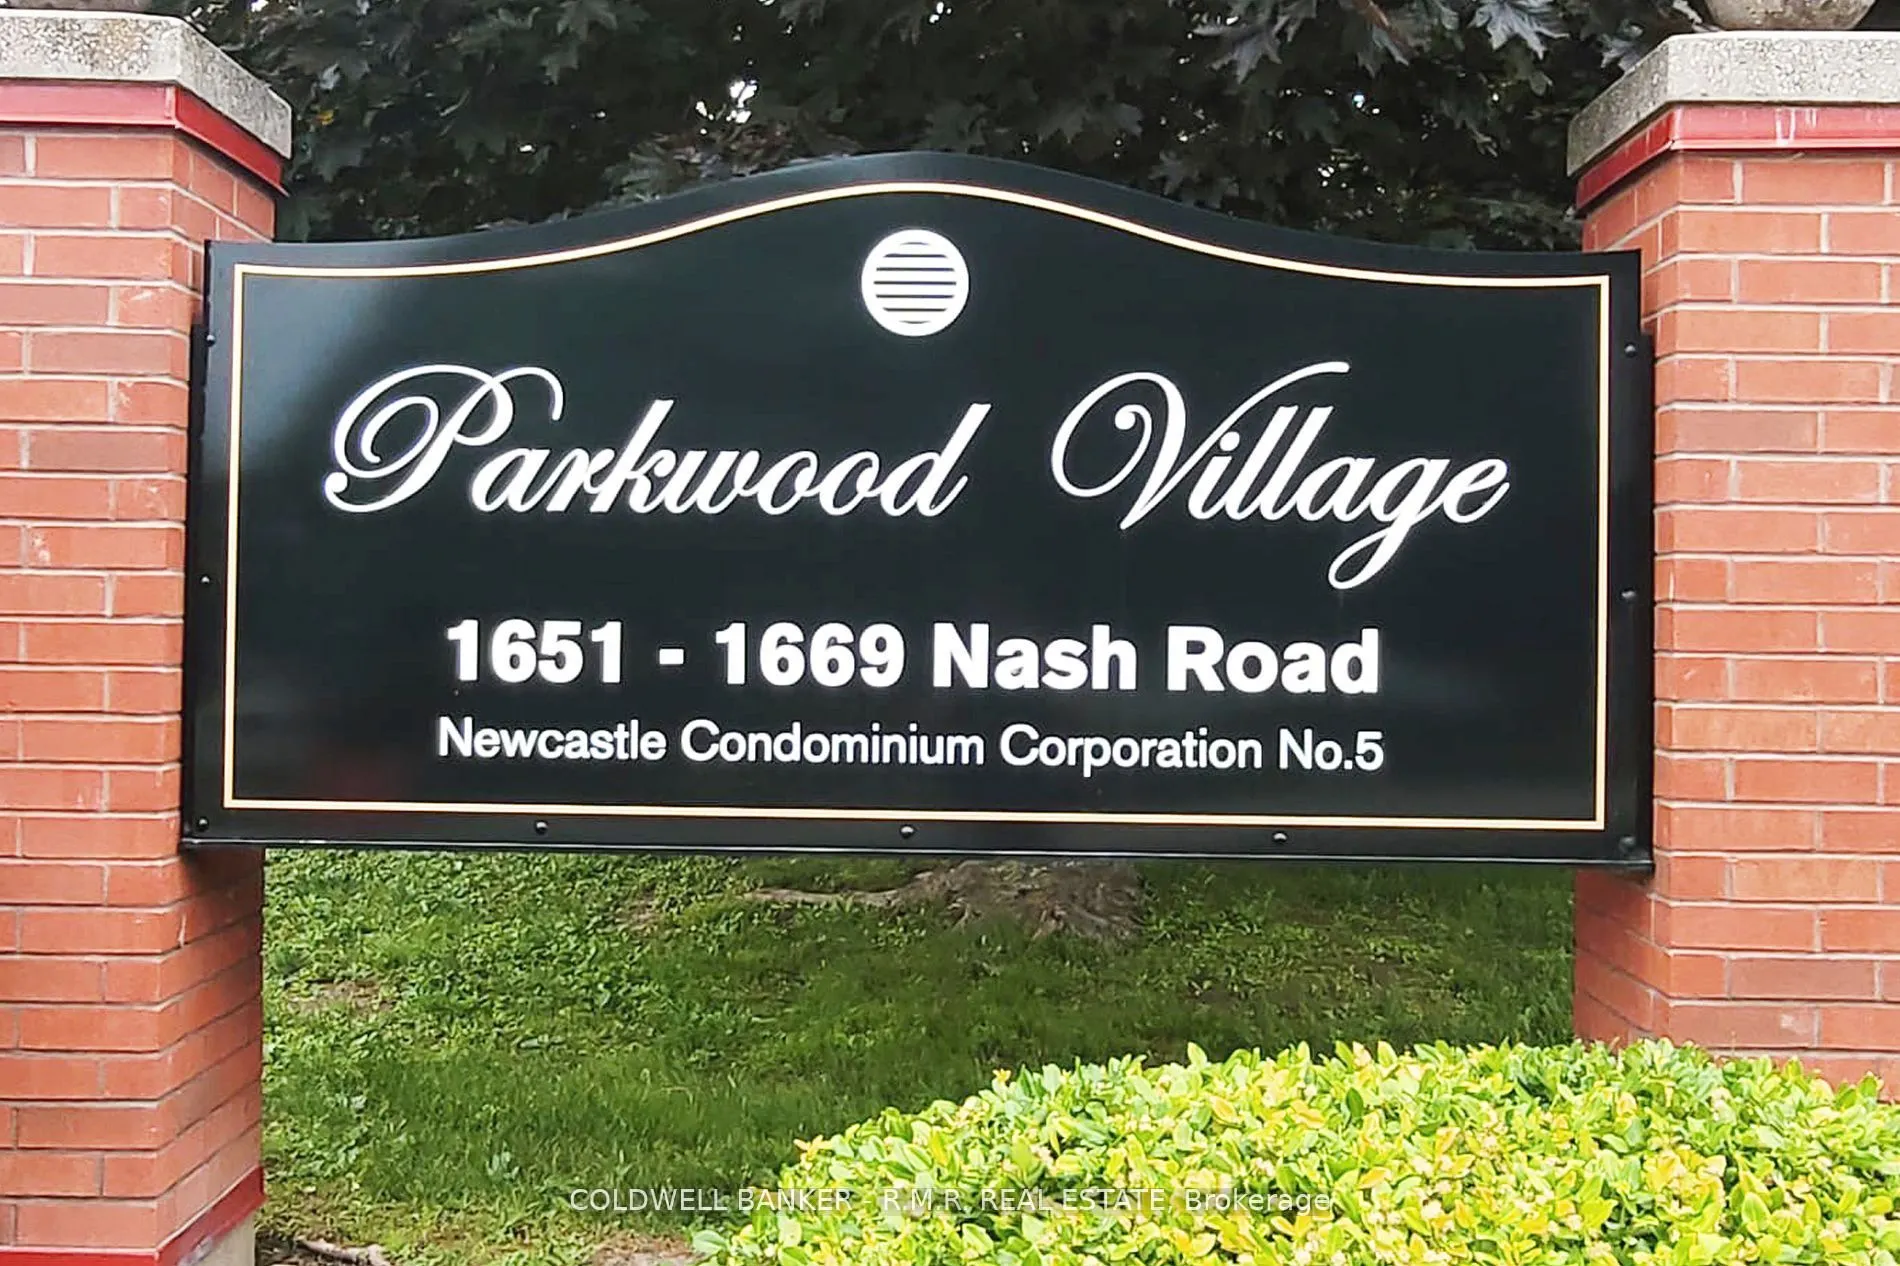 Parkwood Village
1651 - 1669 Nash Road
Newcastle Condominium Corporation No.5
COLDWELL BANKER - R.M.R. REAL ESTATE, Brokerage